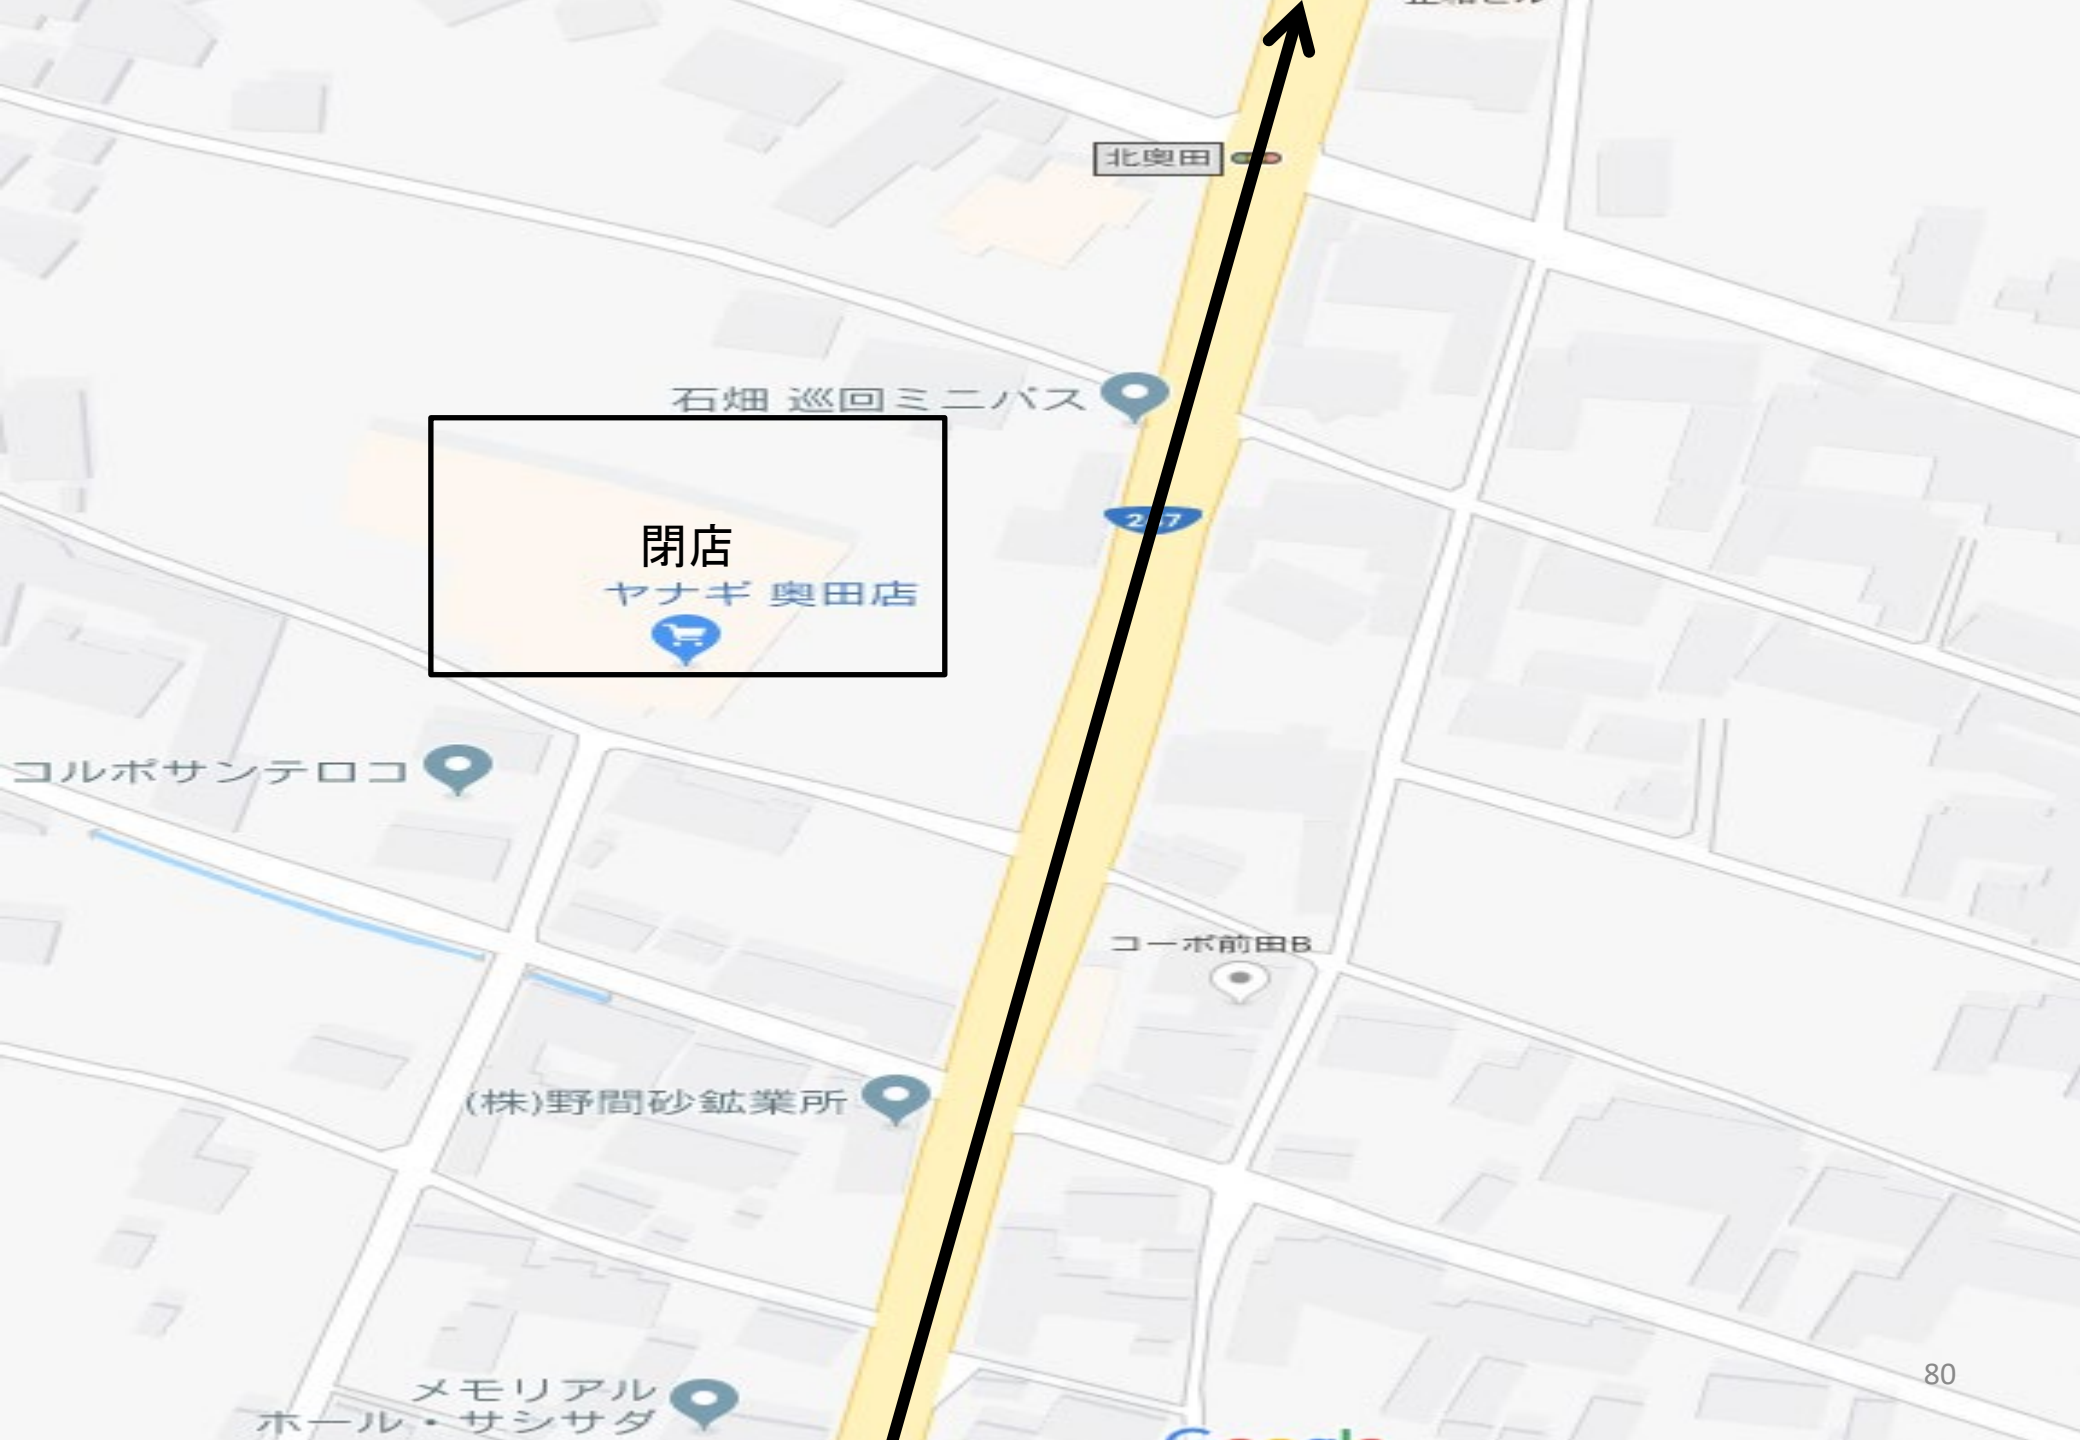 北奥田
石畑 巡回ミニバス
閉店
ヤナギ 奥田店
コルポサンテロコ
コーポ前田B
(株)野間砂鉱業所
メモリアル
ホール・サシサダ
80
Google